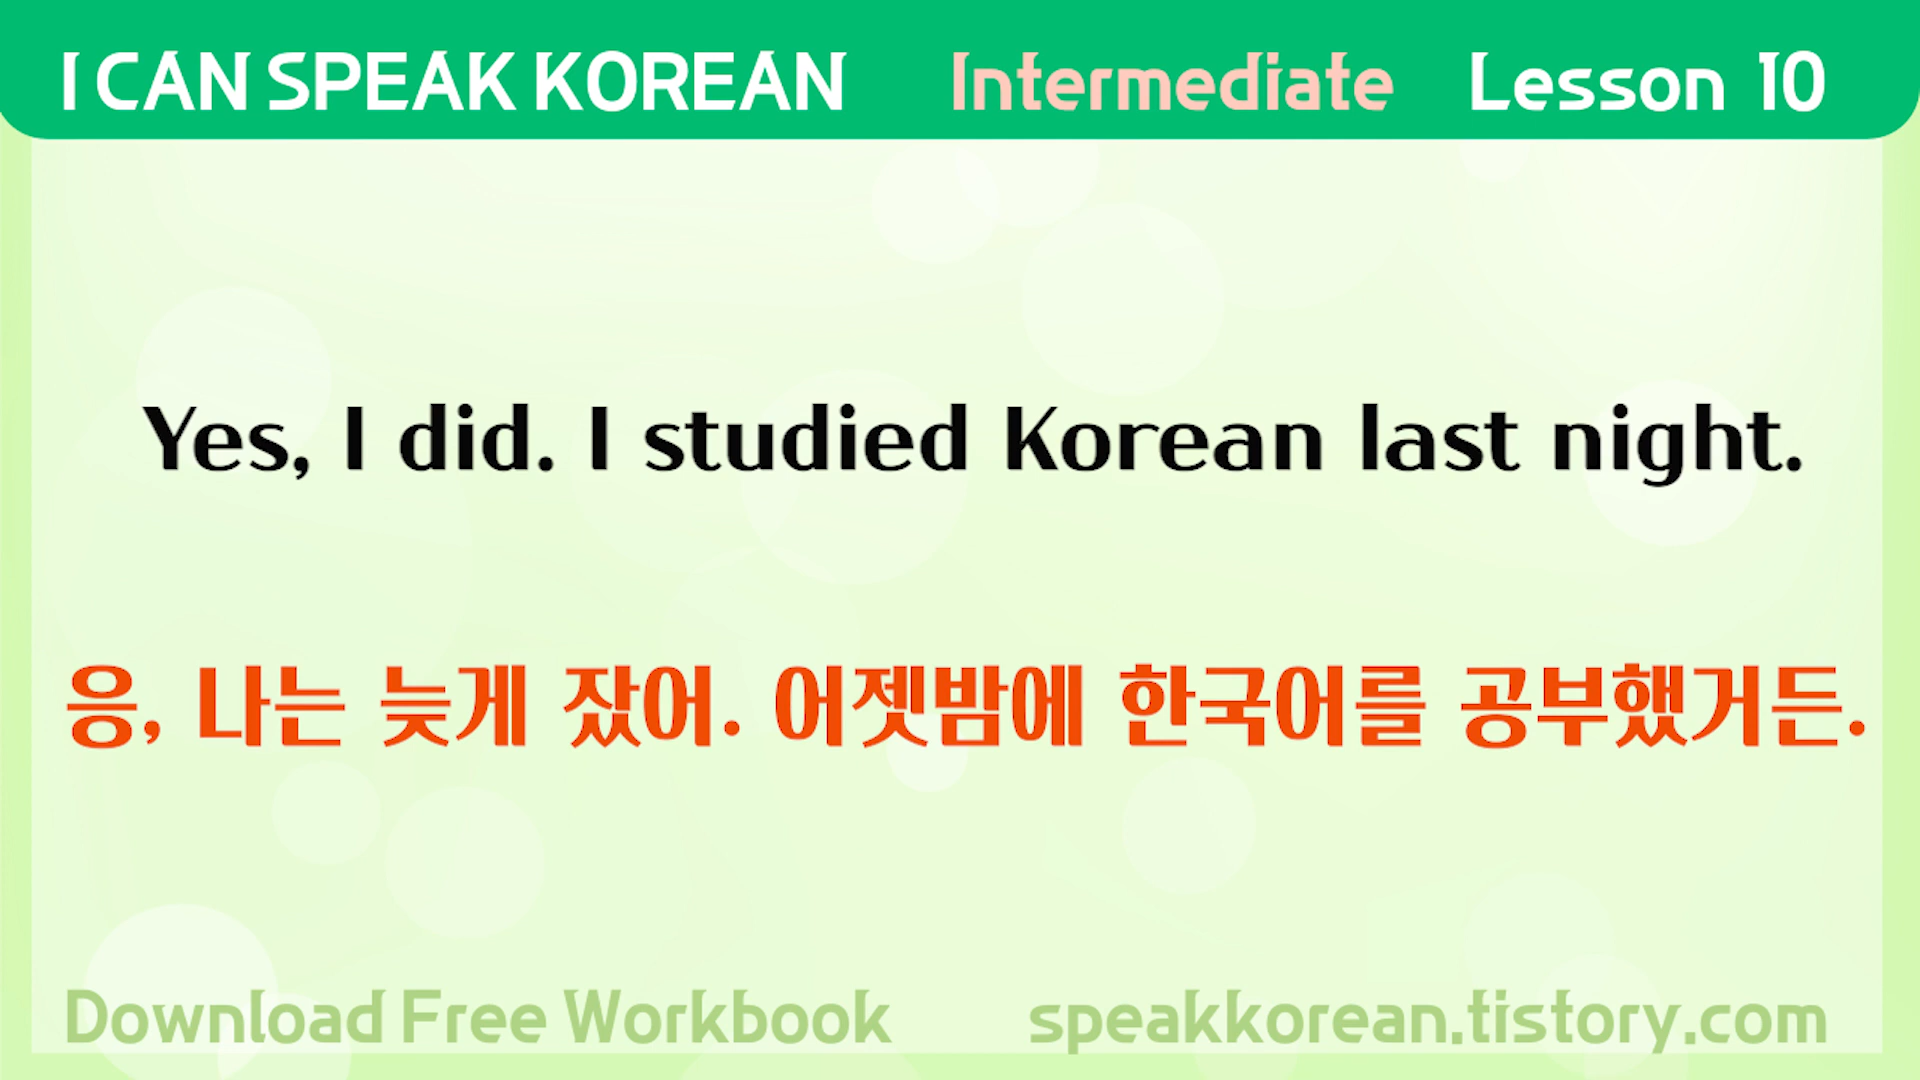 I CAN SPEAK KOREAN Intermediate Lesson 10
Yes, I did. I studied Korean last night.
응, 나는 늦게 잤어. 어젯밤에 한국어를 공부했거든.
Download Free Workbook speakkorean.tistory.com